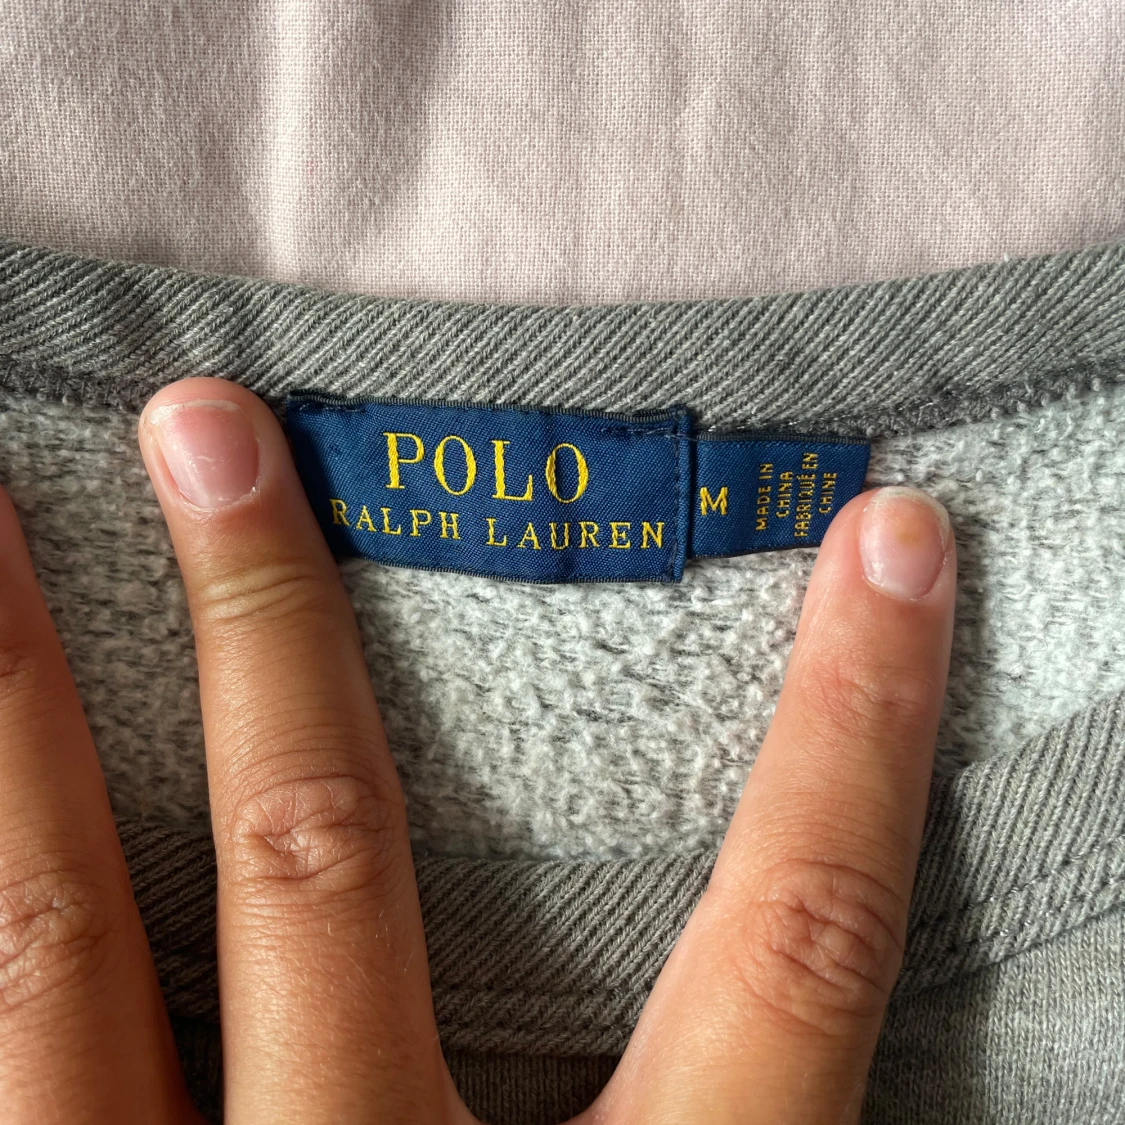 POLO
RALPH LAUREN
M
MADE IN
CHINA
FABRIQUÉ EN
CHINE